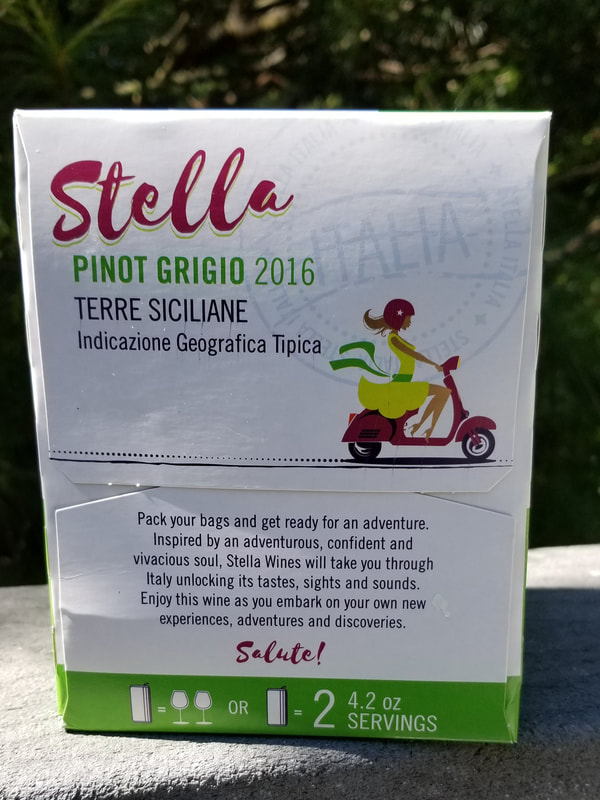 Stella
PINOT GRIGIO 2016
TERRE SICILIANE
Indicazione Geografica Tipica
ITALIA
STELLA ITALIA
Pack your bags and get ready for an adventure.
Inspired by an adventurous, confident and
vivacious soul, Stella Wines will take you through
Italy unlocking its tastes, sights and sounds.
Enjoy this wine as you embark on your own new
experiences, adventures and discoveries.
Salute!
= OR = 2 4.2 oz
SERVINGS